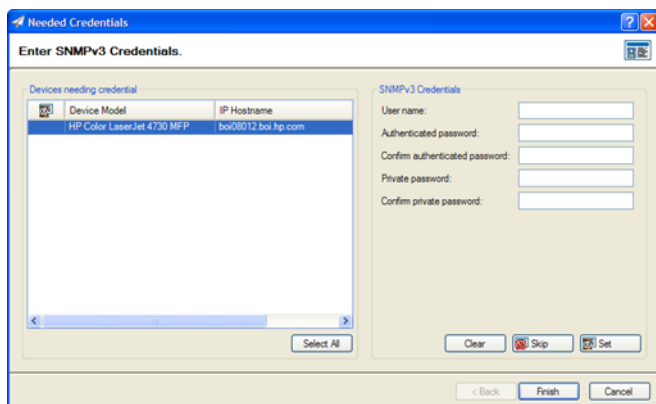 Needed Credentials
Enter SNMPv3 Credentials.
Devices needing credential
Device Model IP Hostname
HP Color LaserJet 4730 MFP boi08012.boi.hp.com
Select All
SNMPv3 Credentials
User name:
Authenticated password:
Confirm authenticated password:
Private password:
Confirm private password:
Clear Skip Set
< Back Finish Cancel